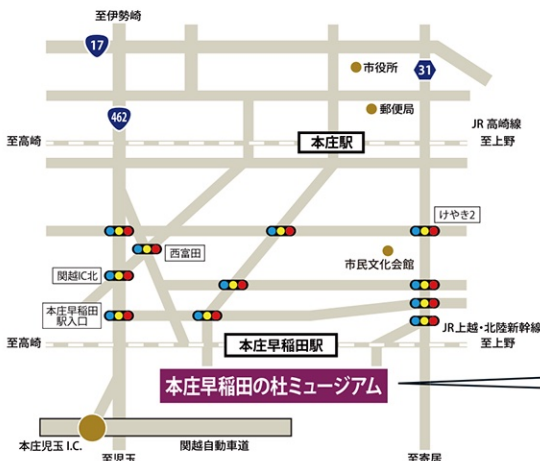 至伊勢崎
17
市役所
31
郵便局
462
JR 高崎線
至高崎
本庄駅
至上野
けやき2
西富田
市民文化会館
関越IC北
本庄早稲田
駅入口
JR上越・北陸新幹線
至高崎
本庄早稲田駅
至上野
本庄早稲田の杜ミュージアム
本庄児玉 I.C.
関越自動車道
至児玉
至寄居